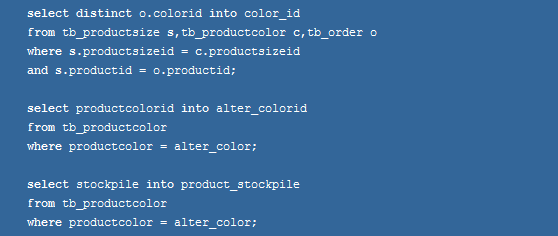 select distinct o.colorid into color_id
from tb_productsize s,tb_productcolor c,tb_order o
where s.productsizeid = c.productsizeid
and s.productid = o.productid;
select productcolorid into alter_colorid
from tb_productcolor
where productcolor = alter_color;
select stockpile into product_stockpile
from tb_productcolor
where productcolor = alter_color;